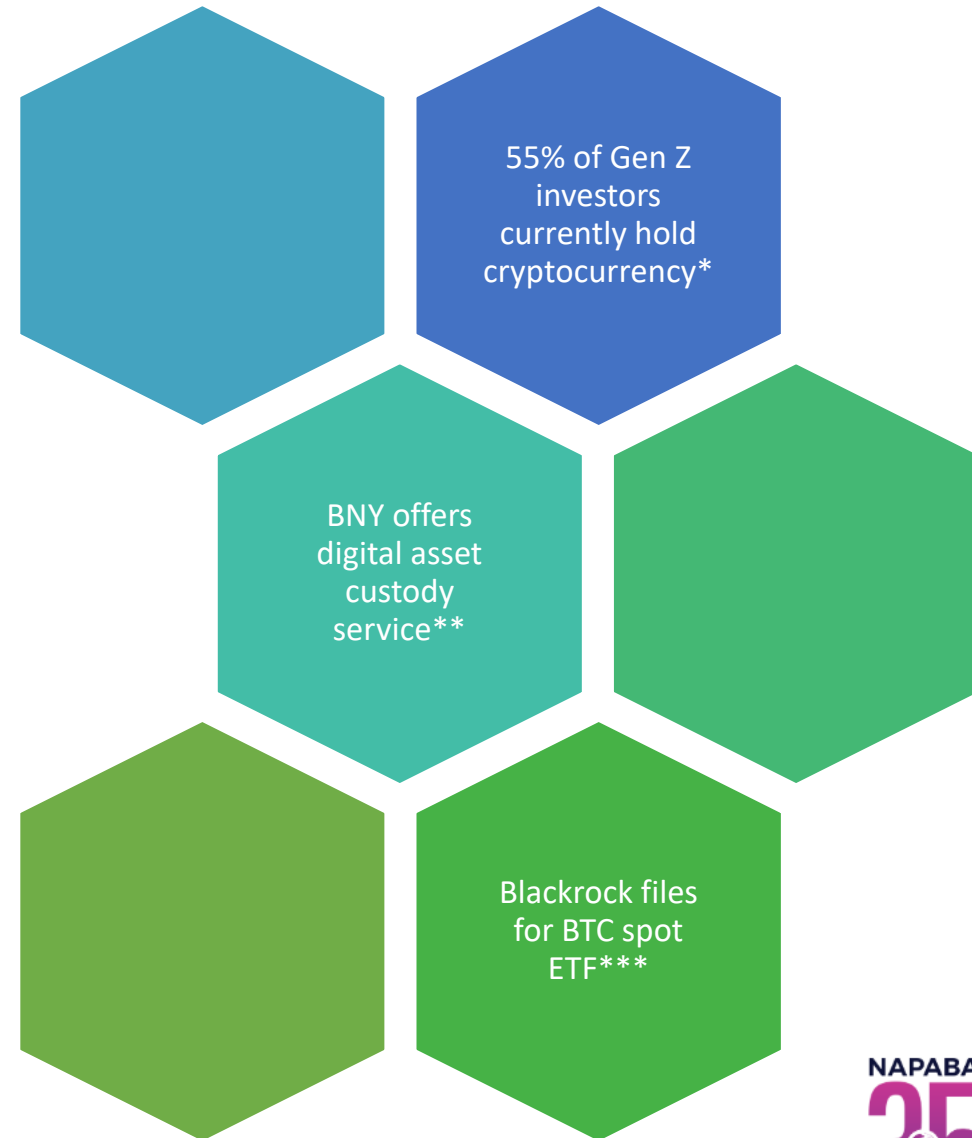 55% of Gen Z
investors
currently hold
cryptocurrency*
BNY offers
digital asset
custody
service**
Blackrock files
for BTC spot
ETF***
NAPABA